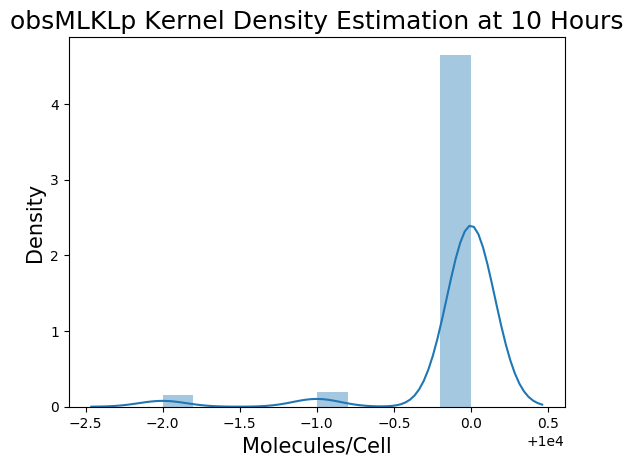 obsMLKLp Kernel Density Estimation at 10 Hours
4
3
2
1
0
Density
−2.5 −2.0 −1.5 −1.0 −0.5 0.0 0.5
+1e4
Molecules/Cell